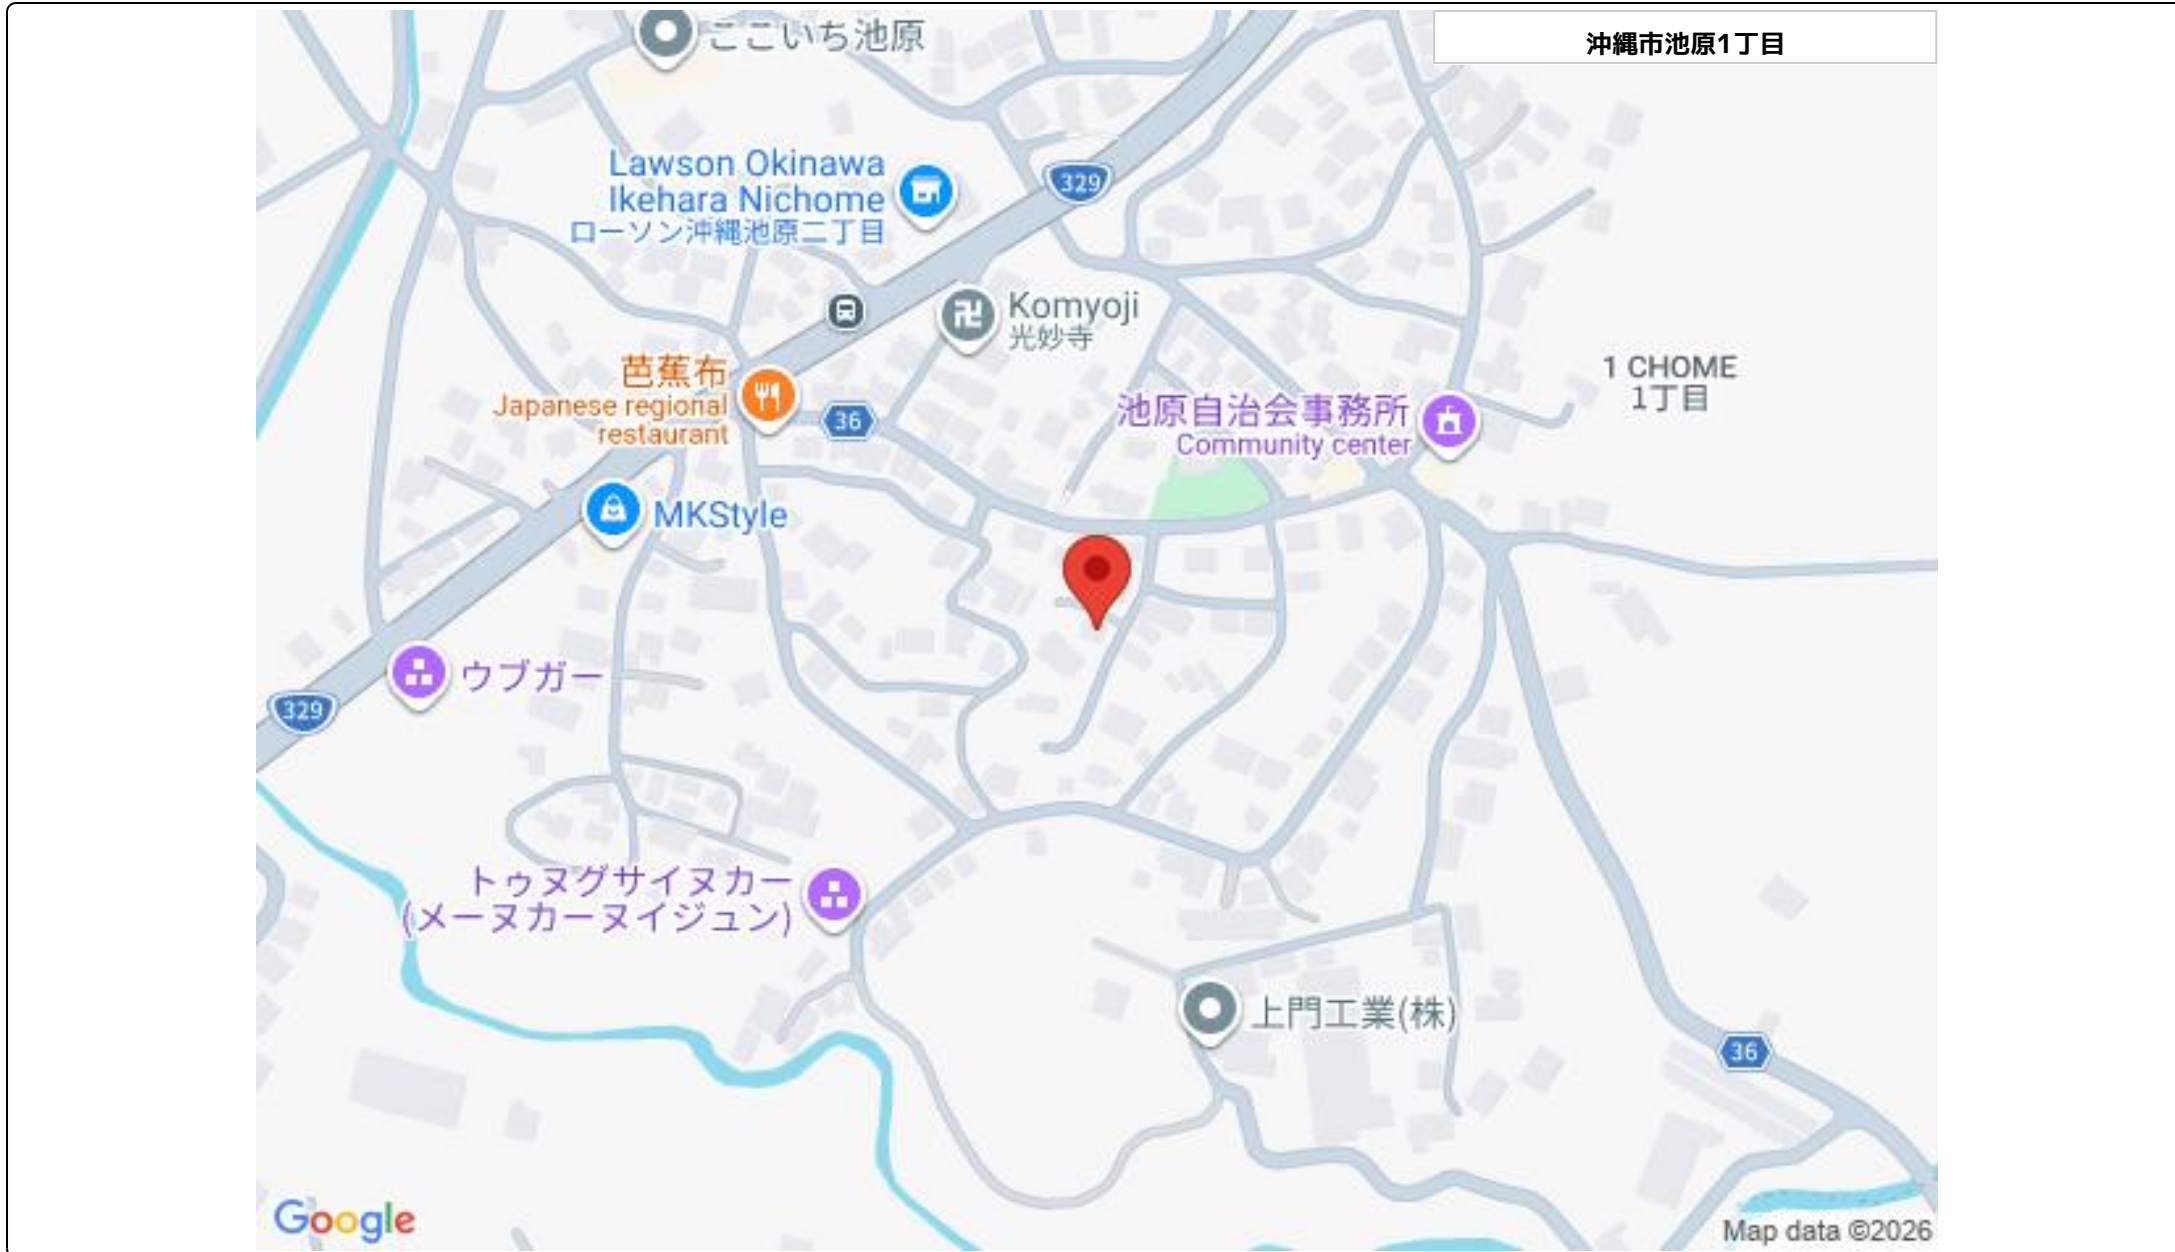 ここいち池原
沖縄市池原1丁目
Lawson Okinawa
Ikehara Nichome
ローソン沖縄池原二丁目
329
Komyoji
光妙寺
芭蕉布
Japanese regional
restaurant
36
池原自治会事務所
Community center
1 CHOME
1丁目
MKStyle
ウブガー
329
トゥヌグサイヌカー
(メーヌカーヌイジュン)
上門工業(株)
36
Google
Map data ©2026